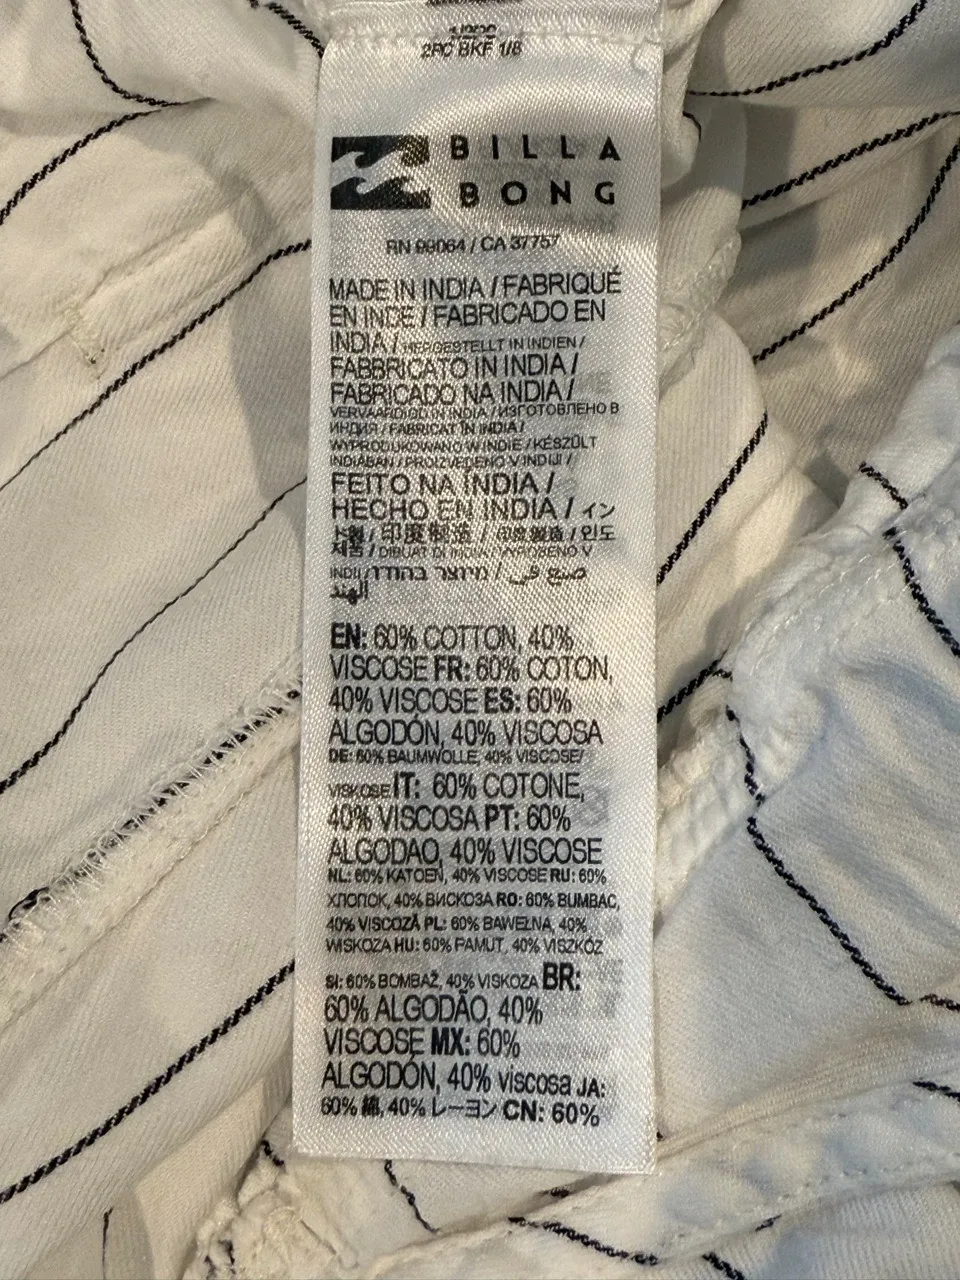 2PC BKF 1/8
BILLA
BONG
RN 99064 / CA 37757
MADE IN INDIA / FABRIQUÉ
EN INDE / FABRICADO EN
INDIA / HERGESTELLT IN INDIEN /
FABBRICATO IN INDIA /
FABRICADO NA INDIA /
VERVAARDIGD IN INDIA / ИЗГОТОВЛЕНО В
ИНДИЯ / FABRICAT ÎN INDIA /
WYPRODUKOWANO W INDIE / KÉSZÜLT
INDIÁBAN / PROIZVEDENO V INDIJI /
FEITO NA ÍNDIA /
HECHO EN INDIA / イン
ド製 / 印度製造 / 印度製造 / 인도
제품 / DIBUAT DI INDIA / VYROBENO V
INDII / מיוצר בהודו / صنع في
الهند
EN: 60% COTTON, 40%
VISCOSE FR: 60% COTON,
40% VISCOSE ES: 60%
ALGODÓN, 40% VISCOSA
DE: 60% BAUMWOLLE, 40% VISCOSE/
VISKOSE IT: 60% COTONE,
40% VISCOSA PT: 60%
ALGODAO, 40% VISCOSE
NL: 60% KATOEN, 40% VISCOSE RU: 60%
ХЛОПОК, 40% ВИСКОЗА RO: 60% BUMBAC,
40% VISCOZĂ PL: 60% BAWEŁNA, 40%
WISKOZA HU: 60% PAMUT, 40% VISZKÓZ
SI: 60% BOMBAŽ, 40% VISKOZA BR:
60% ALGODÃO, 40%
VISCOSE MX: 60%
ALGODÓN, 40% viscosa JA:
60% 綿, 40% レーヨン CN: 60%